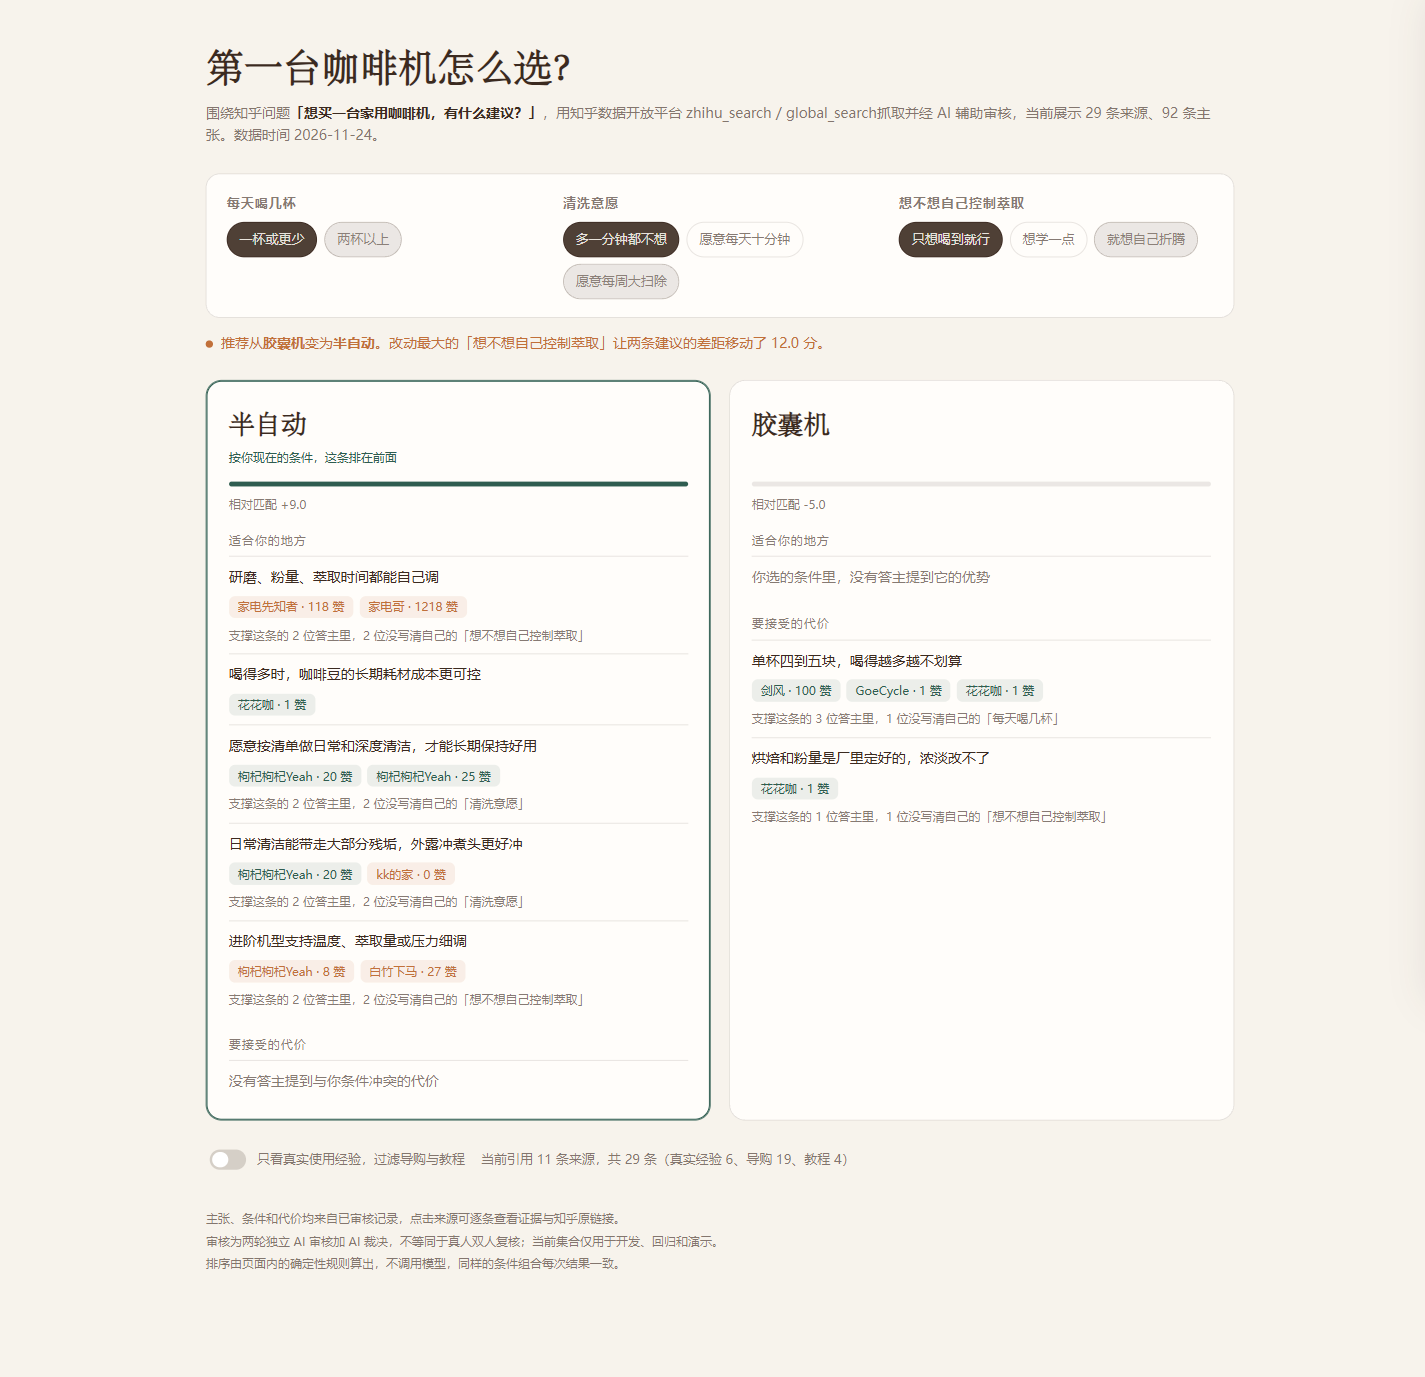 第一台咖啡机怎么选?
围绕知乎问题「想买一台家用咖啡机，有什么建议？」，用知乎数据开放平台 zhihu_search / global_search抓取并经 AI 辅助审核，当前展示 29 条来源、92 条主
张。数据时间 2026-11-24。
每天喝几杯
一杯或更少
两杯以上
清洗意愿
多一分钟都不想
愿意每天十分钟
愿意每周大扫除
想不想自己控制萃取
只想喝到就行
想学一点
就想自己折腾
推荐从胶囊机变为半自动。改动最大的「想不想自己控制萃取」让两条建议的差距移动了 12.0 分。
半自动
按你现在的条件，这条排在前面
相对匹配 +9.0
适合你的地方
研磨、粉量、萃取时间都能自己调
家电先知者 · 118 赞
家电哥 · 1218 赞
支撑这条的 2 位答主里，2 位没写清自己的「想不想自己控制萃取」
喝得多时，咖啡豆的长期耗材成本更可控
花花咖 · 1 赞
愿意按清单做日常和深度清洁，才能长期保持好用
枸杞枸杞Yeah · 20 赞
枸杞枸杞Yeah · 25 赞
支撑这条的 2 位答主里，2 位没写清自己的「清洗意愿」
日常清洁能带走大部分残垢，外露冲煮头更好冲
枸杞枸杞Yeah · 20 赞
kk的家 · 0 赞
支撑这条的 2 位答主里，2 位没写清自己的「清洗意愿」
进阶机型支持温度、萃取量或压力细调
枸杞枸杞Yeah · 8 赞
白竹下马 · 27 赞
支撑这条的 2 位答主里，2 位没写清自己的「想不想自己控制萃取」
要接受的代价
没有答主提到与你条件冲突的代价
胶囊机
相对匹配 -5.0
适合你的地方
你选的条件里，没有答主提到它的优势
要接受的代价
单杯四到五块，喝得越多越不划算
剑风 · 100 赞
GoeCycle · 1 赞
花花咖 · 1 赞
支撑这条的 3 位答主里，1 位没写清自己的「每天喝几杯」
烘焙和粉量是厂里定好的，浓淡改不了
花花咖 · 1 赞
支撑这条的 1 位答主里，1 位没写清自己的「想不想自己控制萃取」
只看真实使用经验，过滤导购与教程
当前引用 11 条来源，共 29 条（真实经验 6、导购 19、教程 4）
主张、条件和代价均来自已审核记录，点击来源可逐条查看证据与知乎原链接。
审核为两轮独立 AI 审核加 AI 裁决，不等同于真人双人复核；当前集合仅用于开发、回归和演示。
排序由页面内的确定性规则算出，不调用模型，同样的条件组合每次结果一致。